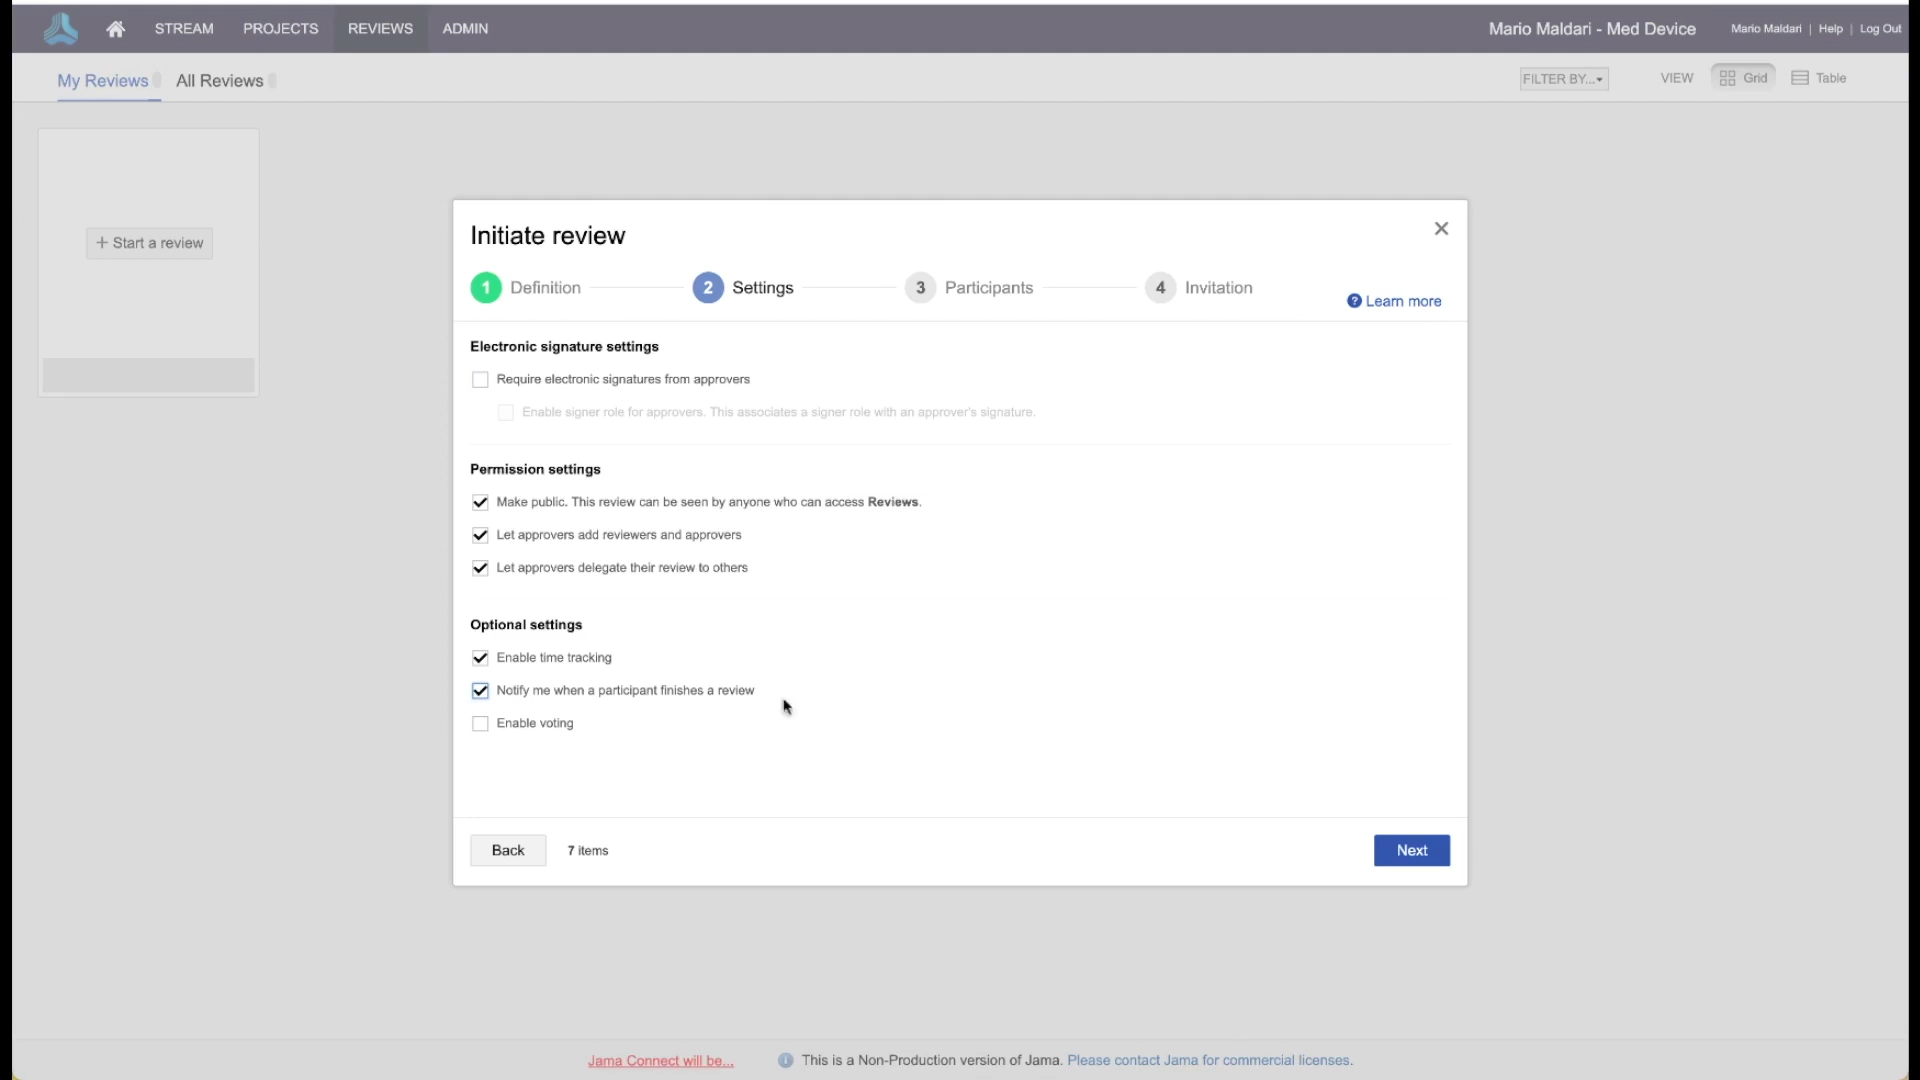 STREAM PROJECTS REVIEWS ADMIN Mario Maldari - Med Device Mario Maldari | Help | Log Out
My Reviews All Reviews FILTER BY... VIEW Grid Table
+ Start a review
Initiate review
1 Definition 2 Settings 3 Participants 4 Invitation
? Learn more
Electronic signature settings
Require electronic signatures from approvers
Enable signer role for approvers. This associates a signer role with an approver's signature.
Permission settings
Make public. This review can be seen by anyone who can access Reviews.
Let approvers add reviewers and approvers
Let approvers delegate their review to others
Optional settings
Enable time tracking
Notify me when a participant finishes a review
Enable voting
Back 7 items Next
Jama Connect will be... This is a Non-Production version of Jama. Please contact Jama for commercial licenses.